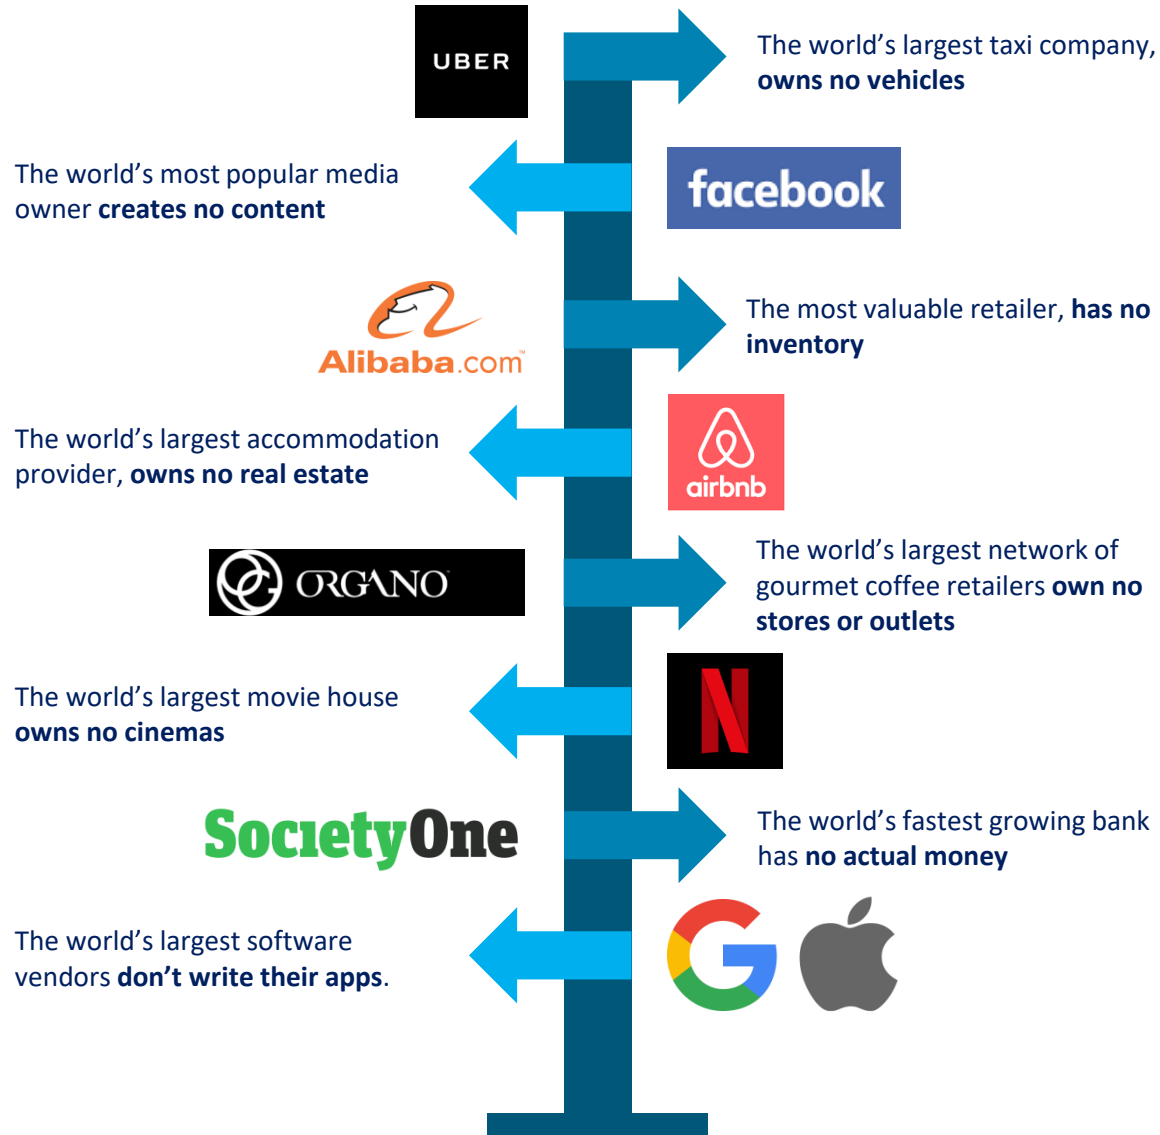 UBER
The world’s largest taxi company,
owns no vehicles
The world’s most popular media
owner creates no content
facebook
Alibaba.com™
The most valuable retailer, has no
inventory
The world’s largest accommodation
provider, owns no real estate
airbnb
ORGANO
The world’s largest network of
gourmet coffee retailers own no
stores or outlets
The world’s largest movie house
owns no cinemas
N
SocietyOne
The world’s fastest growing bank
has no actual money
The world’s largest software
vendors don’t write their apps.
G